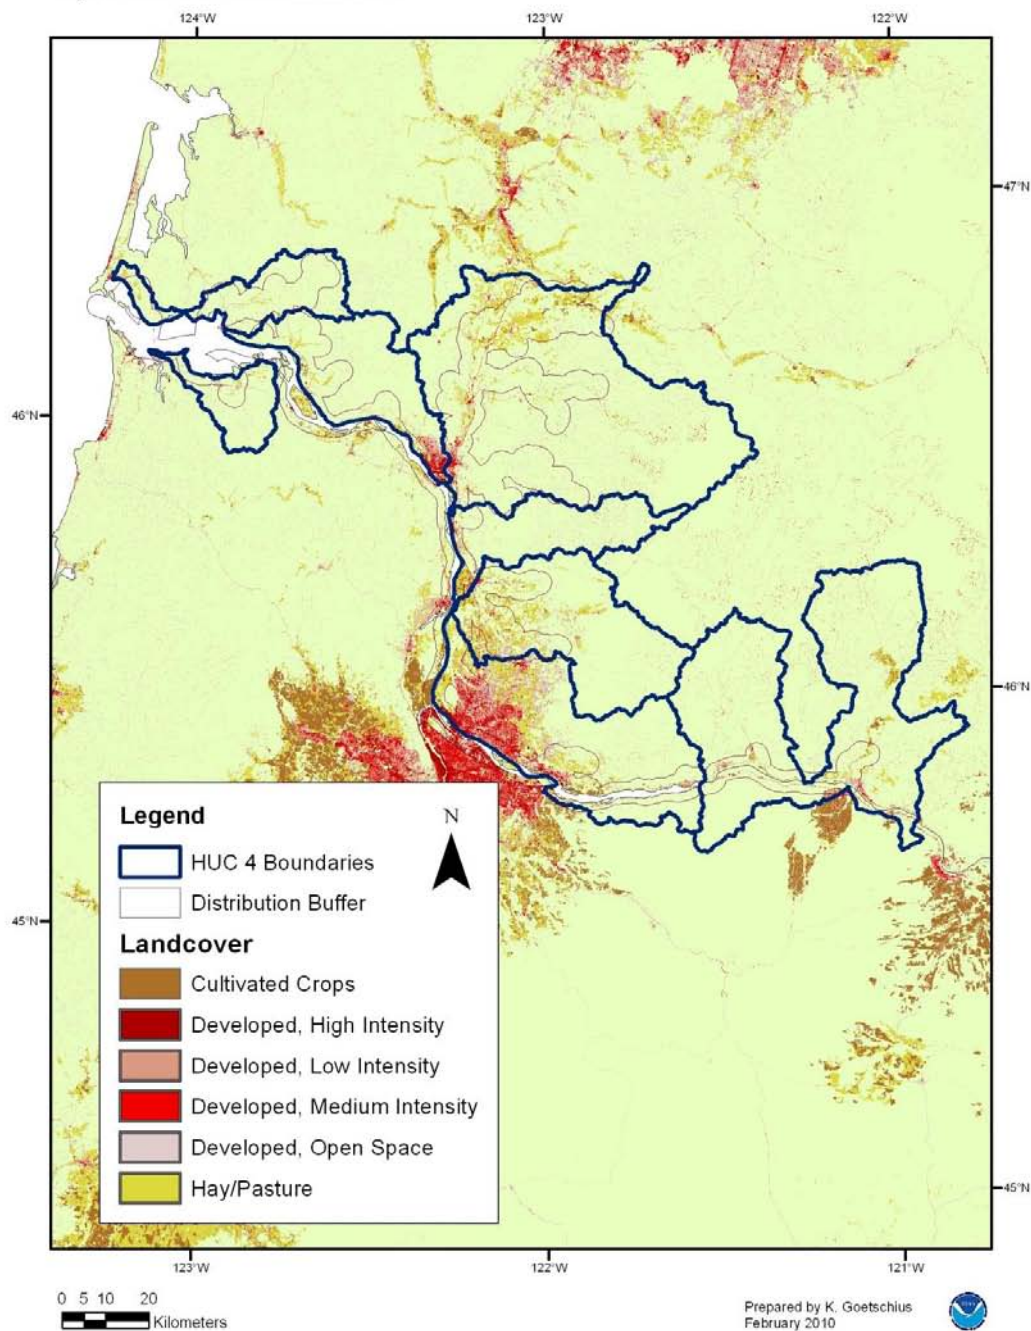 124°W 123°W 122°W
47°N
46°N
46°N
45°N
45°N
Legend
N
HUC 4 Boundaries
Distribution Buffer
Landcover
Cultivated Crops
Developed, High Intensity
Developed, Low Intensity
Developed, Medium Intensity
Developed, Open Space
Hay/Pasture
123°W 122°W 121°W
0 5 10 20
Kilometers
Prepared by K. Goetschius
February 2010